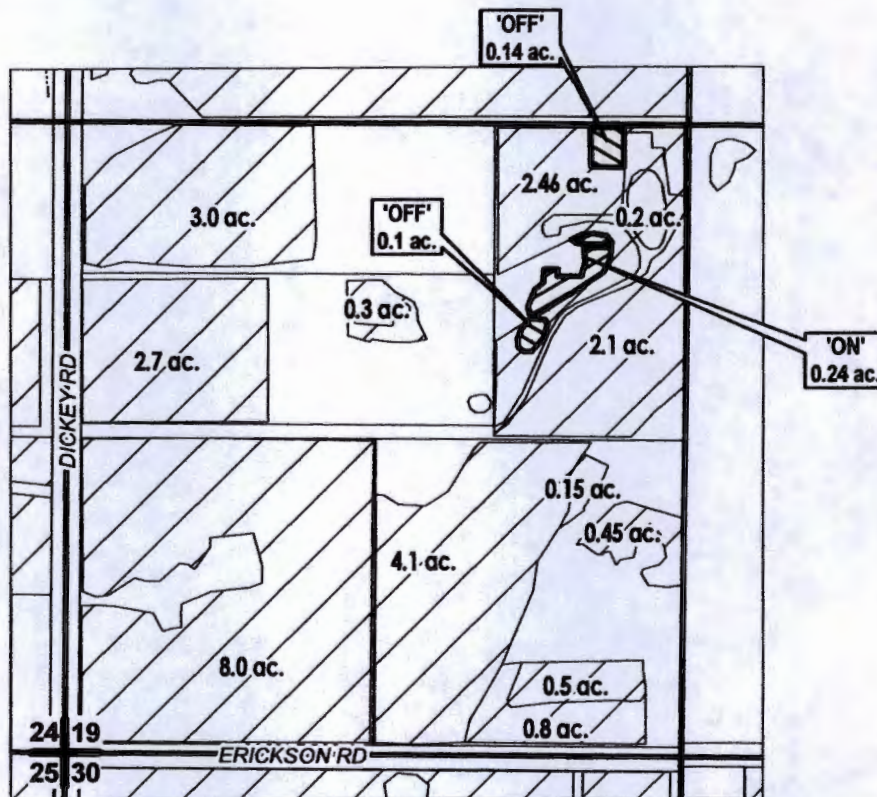 'OFF'
0.14 ac.
2.46 ac.
3.0 ac.
0.2 ac.
'OFF'
0.1 ac.
0.3 ac.
'ON'
0.24 ac.
2.7 ac.
2.1 ac.
DICKEY RD
0.15 ac.
0.45 ac.
4.1 ac.
8.0 ac.
0.5 ac.
0.8 ac.
24 19
ERICKSON RD
25 30